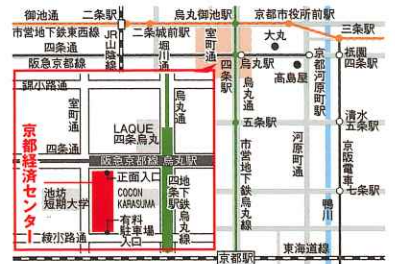 御池通
二条駅
烏丸御池駅
京都市役所前駅
市営地下鉄東西線
二条城前駅
三条駅
四条通
JR山陰線
堀川通
室町通
大丸
祇園
四条駅
阪急京都線
四条駅
烏丸駅
高島屋
京都河原町駅
錦小路通
室町通
烏丸通
烏丸通
清水
五条駅
LAQUE
四条烏丸
五条駅
河原町通
京阪電車
四条通
阪急京都線 烏丸駅
市営地下鉄烏丸線
鴨川
京都経済センター
正面入口
池坊
短期大学
COCON
KARASUMA
地下鉄烏丸線
四条駅
七条駅
有料
駐車場
入口
綾小路通
東海道線
京都駅